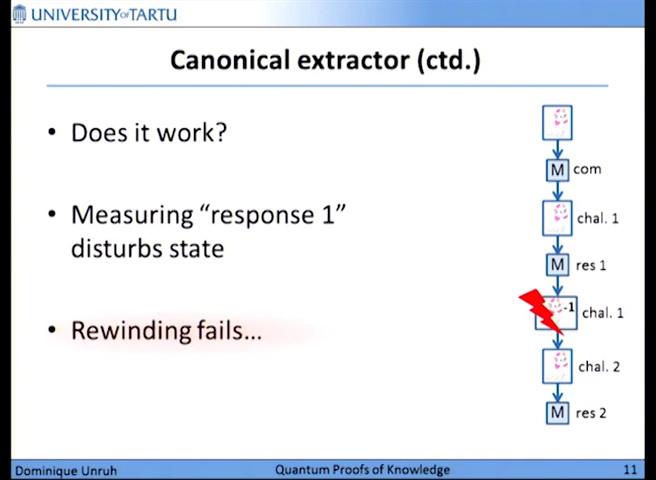 UNIVERSITY OF TARTU
Canonical extractor (ctd.)
• Does it work?
• Measuring “response 1”
disturbs state
• Rewinding fails...
M com
chal. 1
M res 1
-1 chal. 1
chal. 2
M res 2
Dominique Unruh Quantum Proofs of Knowledge 11